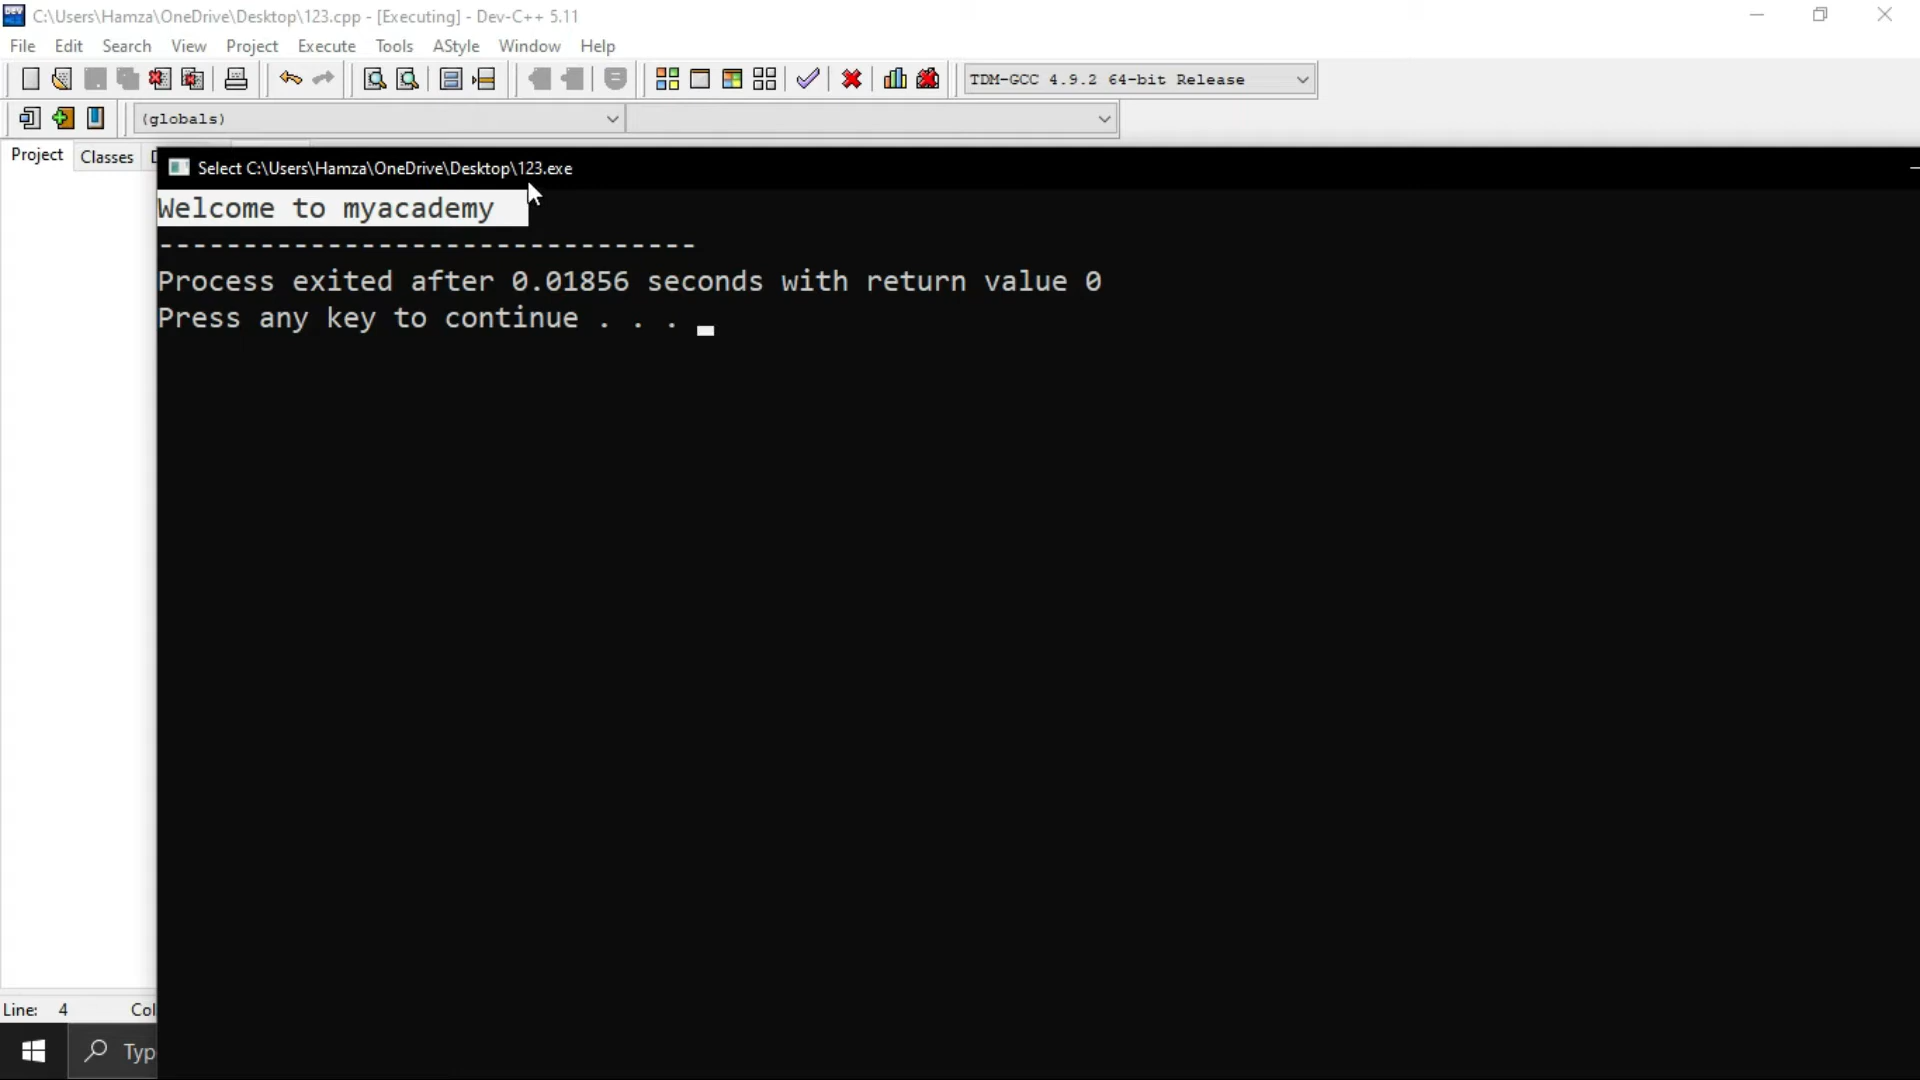 C:\Users\Hamza\OneDrive\Desktop\123.cpp - [Executing] - Dev-C++ 5.11
File Edit Search View Project Execute Tools AStyle Window Help
TDM-GCC 4.9.2 64-bit Release
(globals)
Project Classes
Select C:\Users\Hamza\OneDrive\Desktop\123.exe
Welcome to myacademy
--------------------------------
Process exited after 0.01856 seconds with return value 0
Press any key to continue . . .
Line: 4 Col
Typ